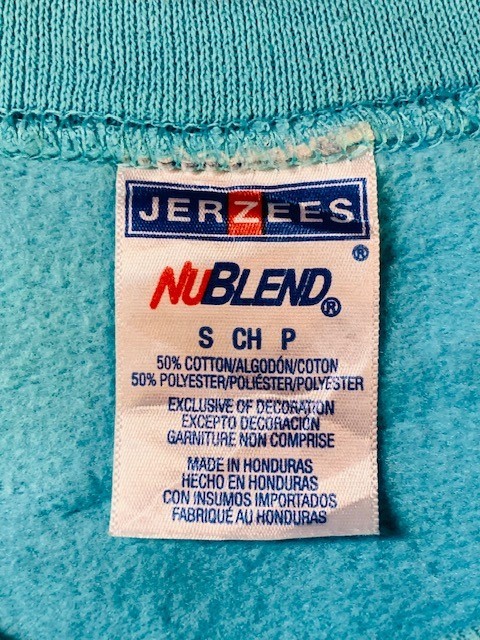 JERZEES
®
NUBLEND®
S CH P
50% COTTON/ALGODÓN/COTON
50% POLYESTER/POLIÉSTER/POLYESTER
EXCLUSIVE OF DECORATION
EXCEPTO DECORACIÓN
GARNITURE NON COMPRISE
MADE IN HONDURAS
HECHO EN HONDURAS
CON INSUMOS IMPORTADOS
FABRIQUÉ AU HONDURAS